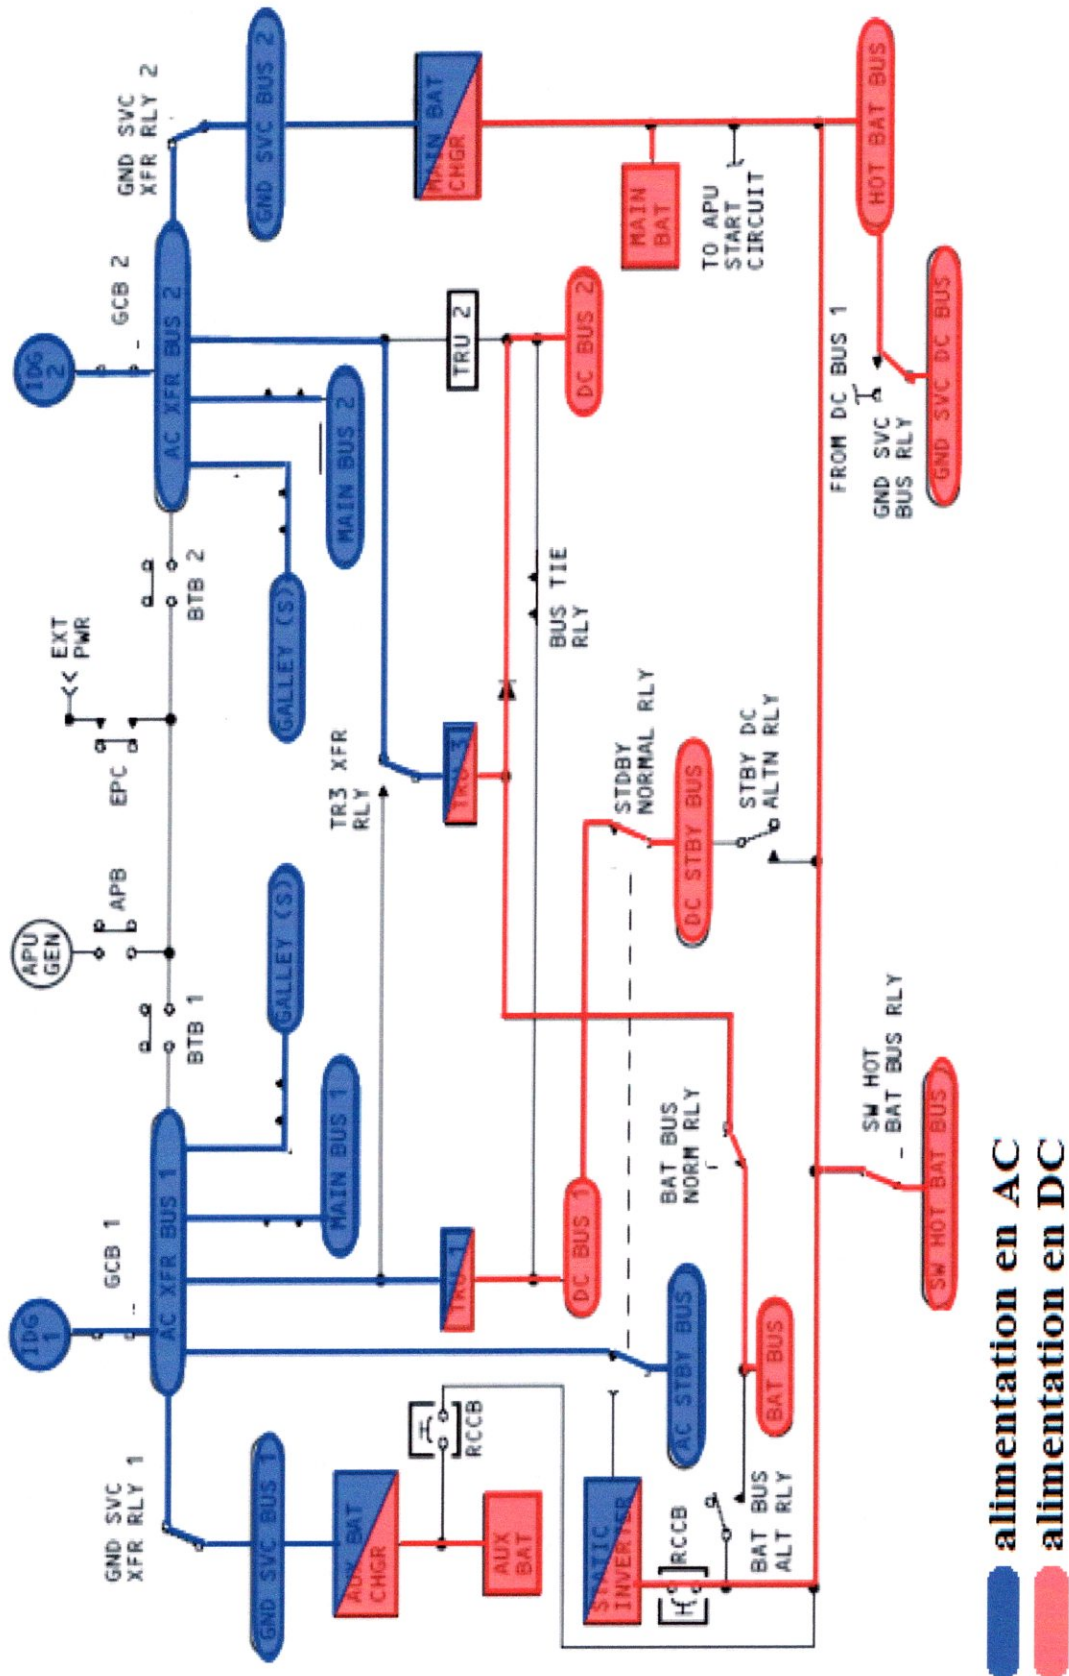 IDG
1
GCB 1
AC XFR BUS 1
GND SVC
XFR RLY 1
GND SVC BUS 1
AUX BAT
CHGR
AUX
BAT
RCCB
MAIN BUS 1
GALLEY (S)
BTB 1
APU
GEN
APB
EPC
<< EXT
PWR
BTB 2
IDG
2
GCB 2
AC XFR BUS 2
GND SVC
XFR RLY 2
GND SVC BUS 2
MAIN BAT
CHGR
MAIN
BAT
TO APU
START
CIRCUIT
GALLEY (S)
MAIN BUS 2
TR3 XFR
RLY
TRU 1
TRU 3
TRU 2
DC BUS 1
DC BUS 2
BUS TIE
RLY
STATIC
INVERTER
RCCB
AC STBY BUS
BAT BUS
BAT BUS
ALT RLY
BAT BUS
NORM RLY
STDBY
NORMAL RLY
DC STBY BUS
STBY DC
ALTN RLY
SW HOT
BAT BUS RLY
SW HOT BAT BUS
FROM DC BUS 1
GND SVC
BUS RLY
HOT BAT BUS
GND SVC DC BUS
alimentation en AC
alimentation en DC